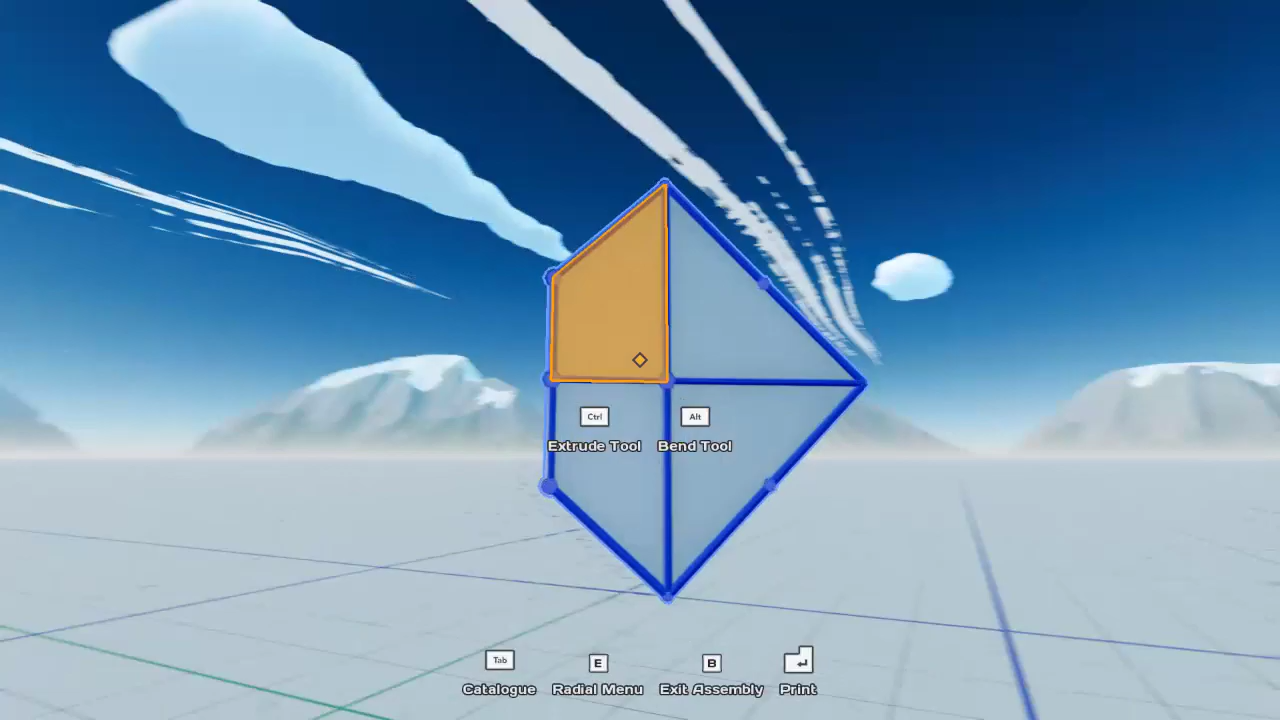 Ctrl Alt
Extrude Tool Bend Tool
Tab E B
Catalogue Radial Menu Exit Assembly Print